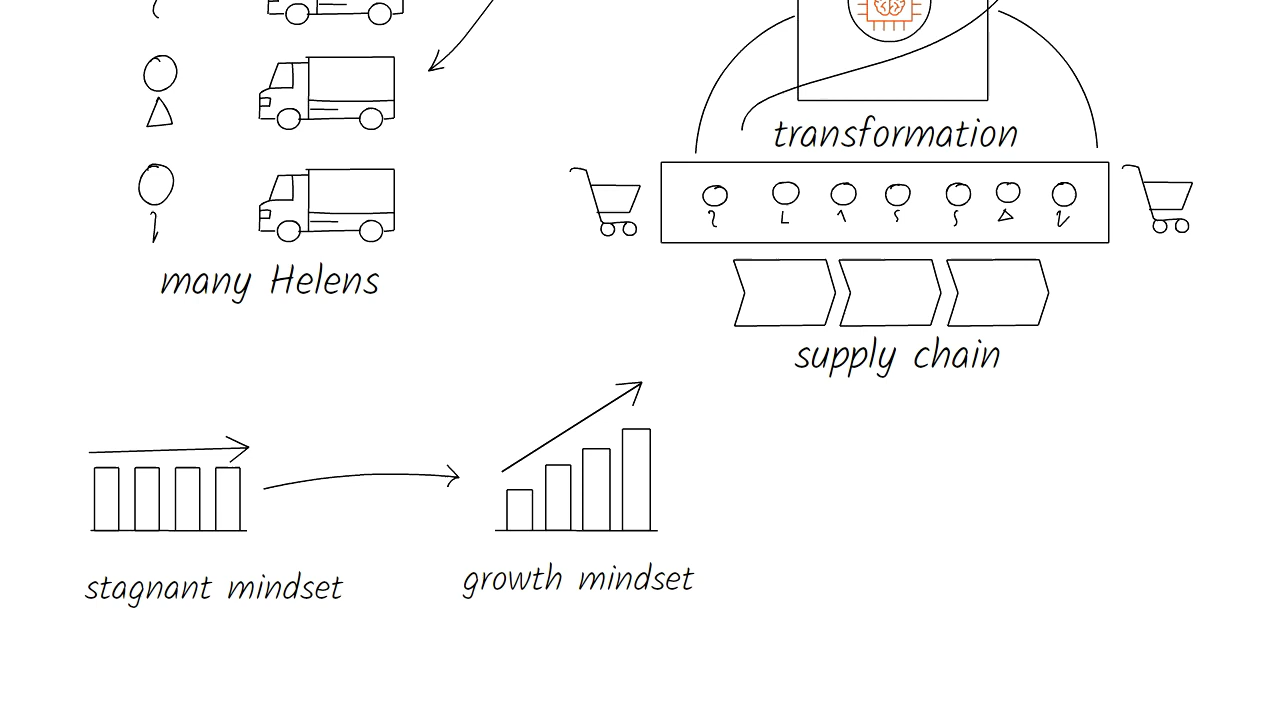 transformation
many Helens
supply chain
stagnant mindset
growth mindset